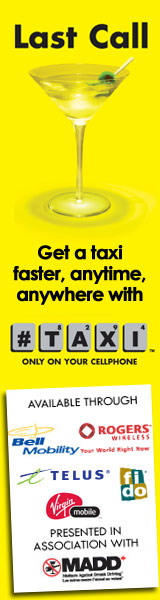 Last Call
Get a taxi
faster, anytime,
anywhere with
# T8 A2 X9 I4 ™
ONLY ON YOUR CELLPHONE
AVAILABLE THROUGH
Bell
Mobility
ROGERS
WIRELESS
Your World Right Now
TELUS
fido
Virgin
mobile
PRESENTED IN
ASSOCIATION WITH
MADD
Mothers Against Drunk Driving
Les mères contre l'alcool au volant